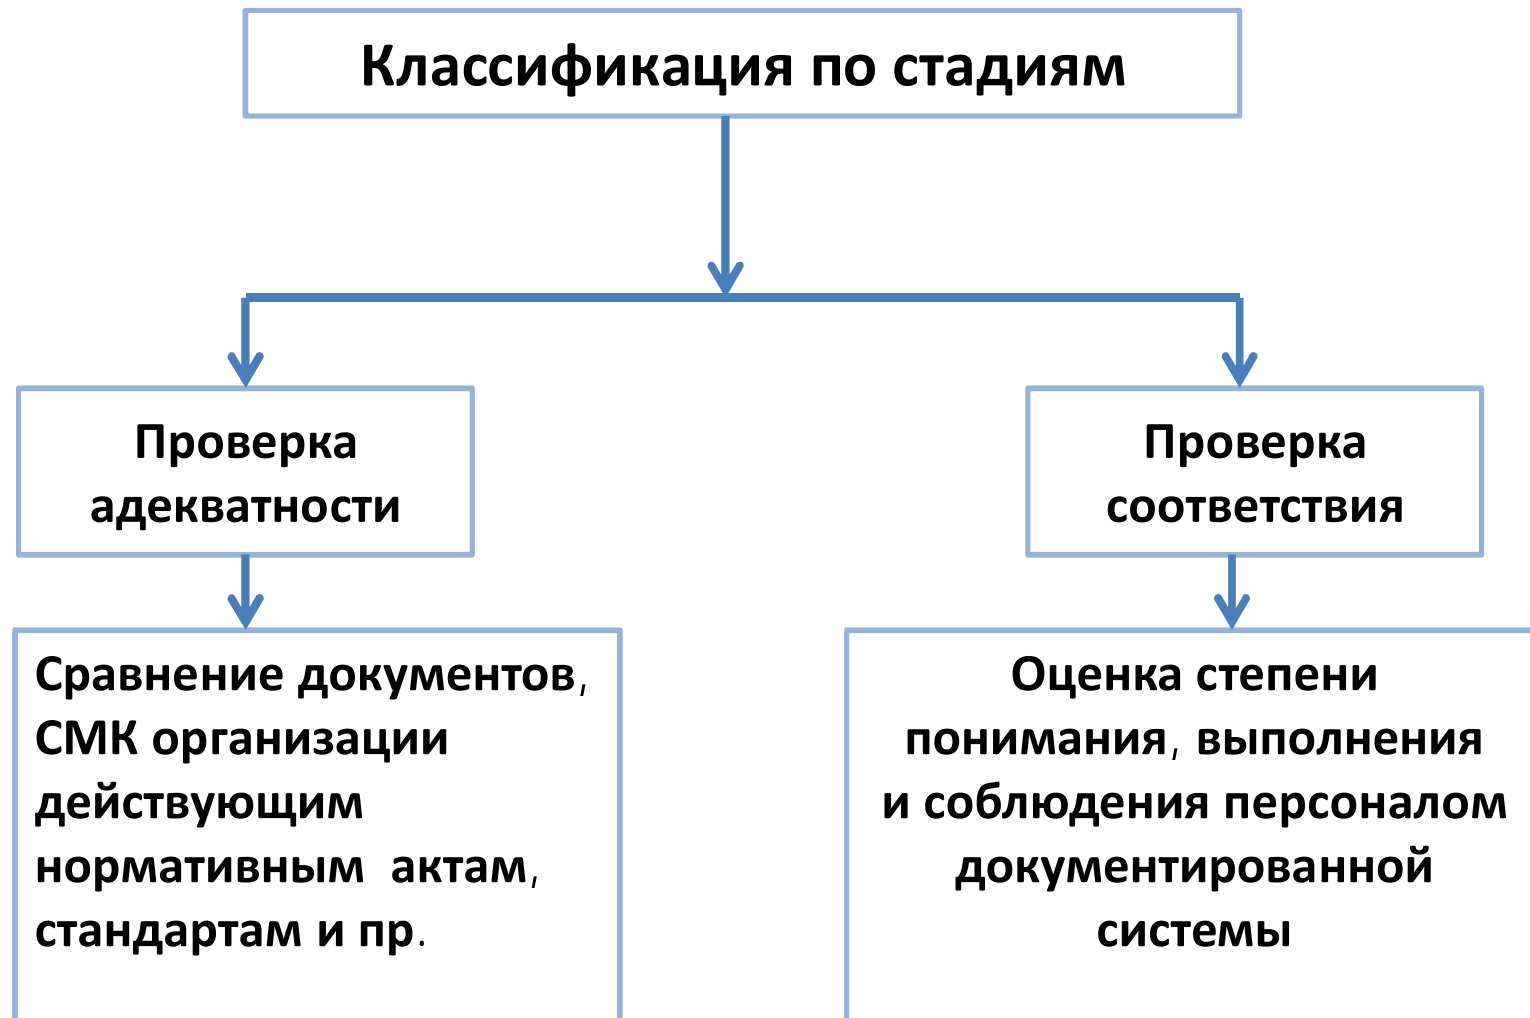 Классификация по стадиям
Проверка
адекватности
Проверка
соответствия
Сравнение документов,
СМК организации
действующим
нормативным  актам,
стандартам и пр.
Оценка степени
понимания, выполнения
и соблюдения персоналом
документированной
системы